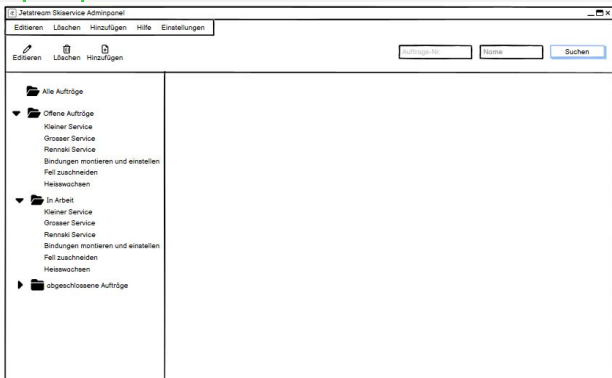 Jetstream Skiservice Adminpanel
Editieren Löschen Hinzufügen Hilfe Einstellungen
Editieren Löschen Hinzufügen
Auftrags-Nr. Name Suchen
Alle Aufträge
Offene Aufträge
Kleiner Service
Grosser Service
Rennski Service
Bindungen montieren und einstellen
Fell zuschneiden
Heisswachsen
In Arbeit
Kleiner Service
Grosser Service
Rennski Service
Bindungen montieren und einstellen
Fell zuschneiden
Heisswachsen
abgeschlossene Aufträge